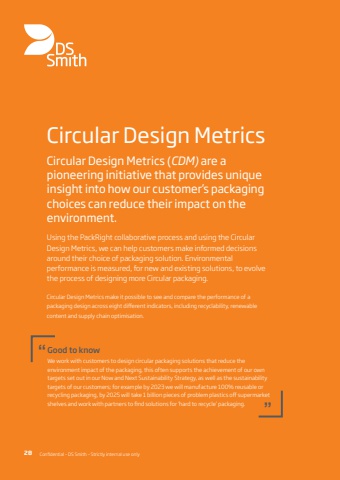 DS
Smith
Circular Design Metrics
Circular Design Metrics (CDM) are a
pioneering initiative that provides unique
insight into how our customer's packaging
choices can reduce their impact on the
environment.
Using the PackRight collaborative process and using the Circular
Design Metrics, we can help customers make informed decisions
around their choice of packaging solution. Environmental
performance is measured, for new and existing solutions, to evolve
the process of designing more Circular packaging.
Circular Design Metrics make it possible to see and compare the performance of a
packaging design across eight different indicators, including recyclability, renewable
content and supply chain optimisation.
“ Good to know
We work with customers to design circular packaging solutions that reduce the
environment impact of the packaging, this often supports the achievement of our own
targets set out in our Now and Next Sustainability Strategy, as well as the sustainability
targets of our customers; for example by 2023 we will manufacture 100% reusable or
recycling packaging, by 2025 will take 1 billion pieces of problem plastics off supermarket
shelves and work with partners to find solutions for 'hard to recycle' packaging. ”
28 Confidential - DS Smith - Strictly internal use only